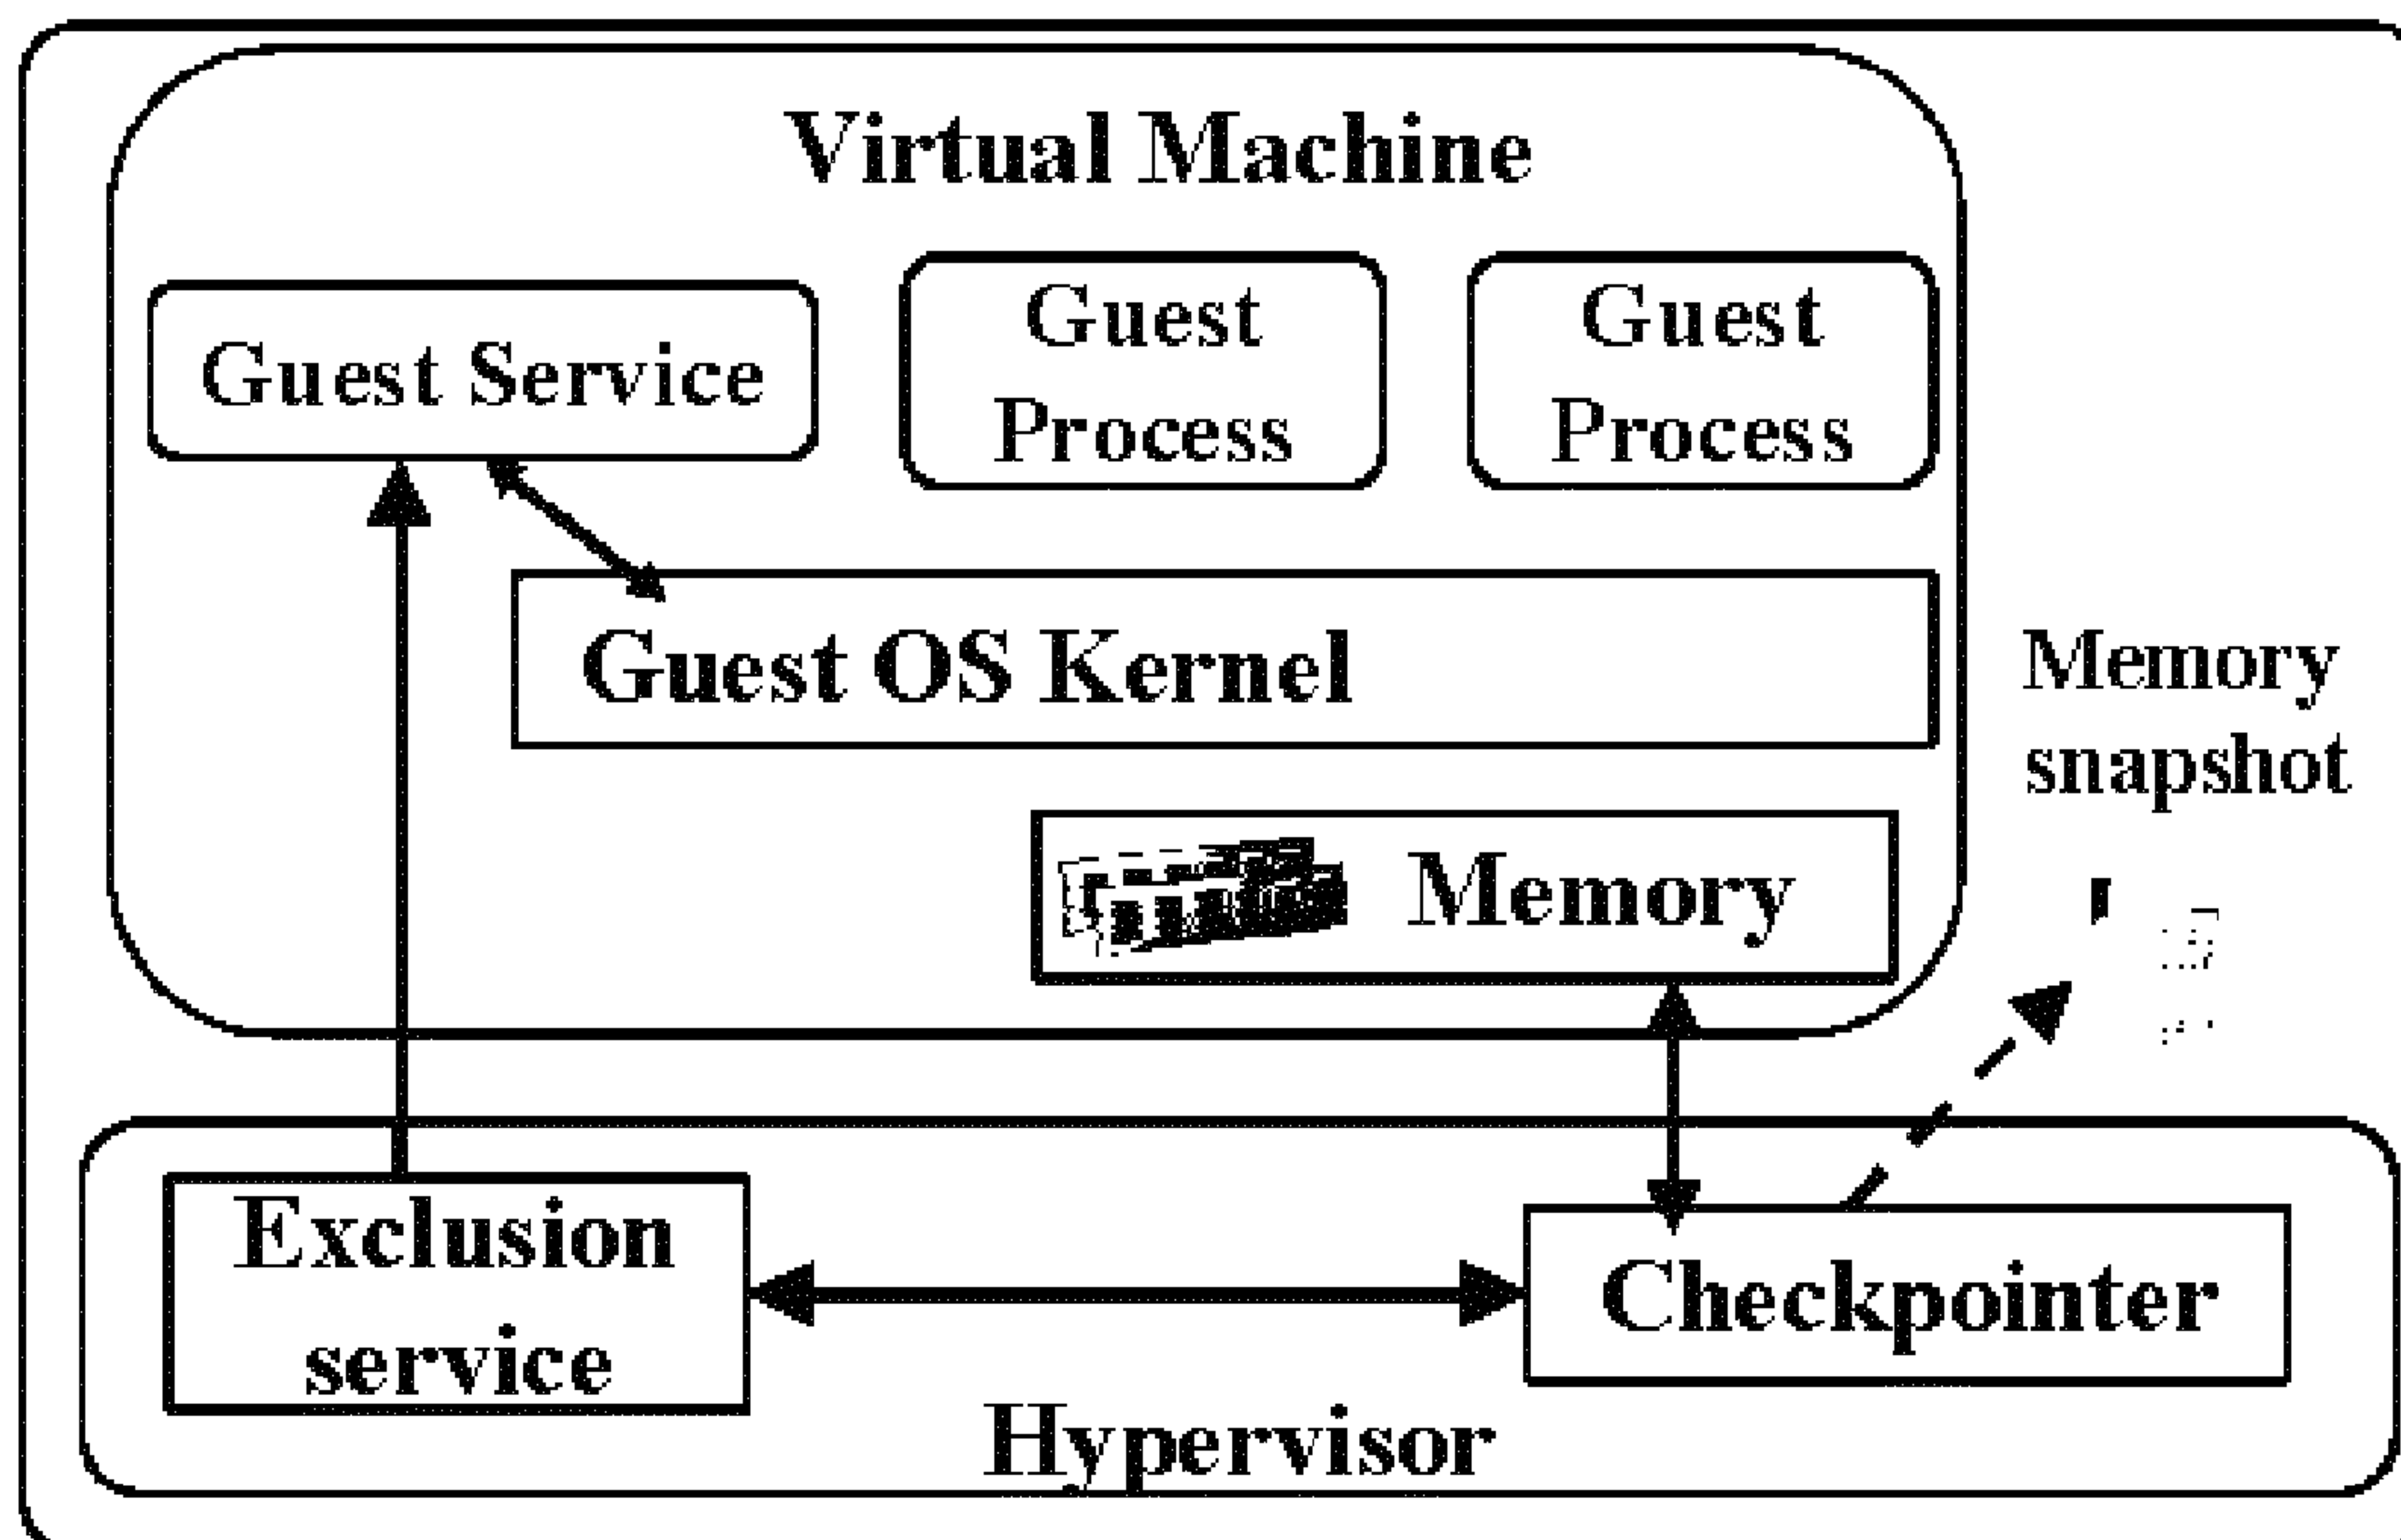 Virtual Machine
Guest Service
Guest
Process
Guest
Process
Guest OS Kernel
Memory
snapshot
Memory
Exclusion
service
Checkpointer
Hypervisor